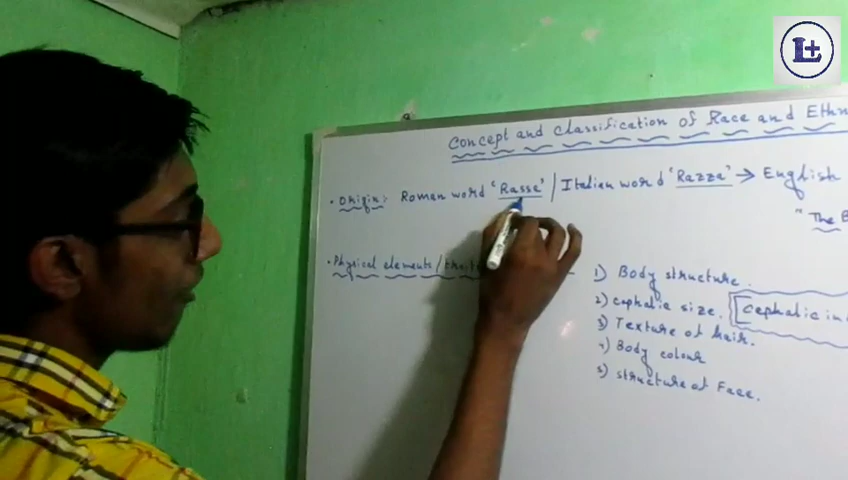 L+
Concept and Classification of Race and Ethn
• Origin: Roman word 'Rasse' / Italian word 'Razza' → English
" The B
• Physical elements/
1) Body structure.
2) cephalic size. [cephalic in
3) Texture of hair.
4) Body colour
5) structure of Face.